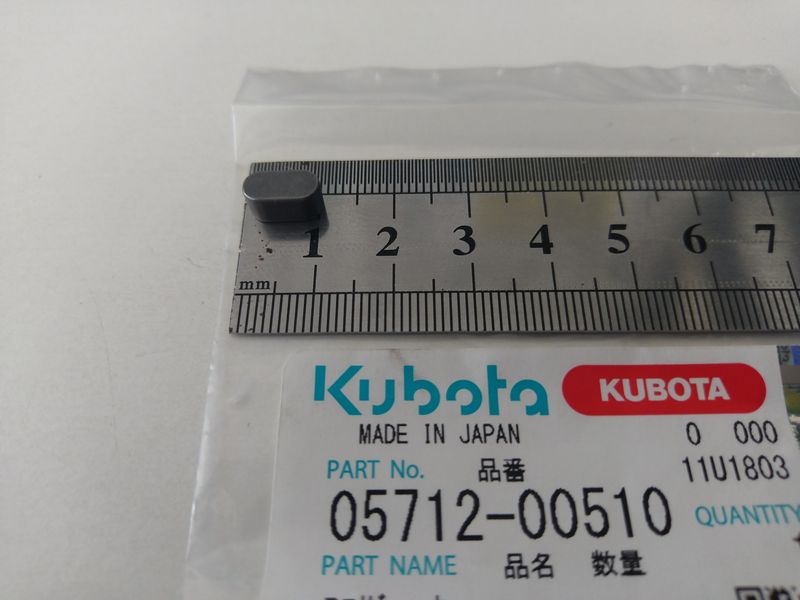 1 2 3 4 5 6 7
mm
Kubota KUBOTA
MADE IN JAPAN 0 000
PART No. 品番 11U1803
05712-00510 QUANTITY
PART NAME 品名 数量